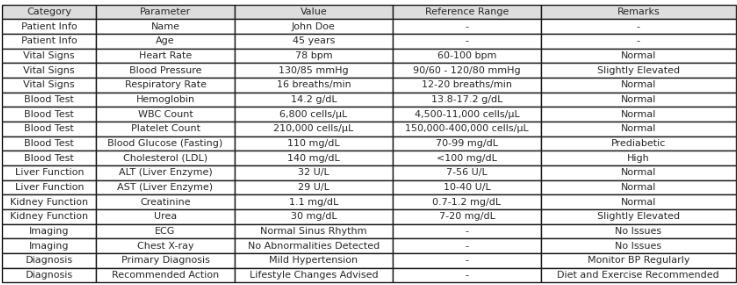 Category Parameter Value Reference Range Remarks
Patient Info Name John Doe - -
Patient Info Age 45 years - -
Vital Signs Heart Rate 78 bpm 60-100 bpm Normal
Vital Signs Blood Pressure 130/85 mmHg 90/60 - 120/80 mmHg Slightly Elevated
Vital Signs Respiratory Rate 16 breaths/min 12-20 breaths/min Normal
Blood Test Hemoglobin 14.2 g/dL 13.8-17.2 g/dL Normal
Blood Test WBC Count 6,800 cells/µL 4,500-11,000 cells/µL Normal
Blood Test Platelet Count 210,000 cells/µL 150,000-400,000 cells/µL Normal
Blood Test Blood Glucose (Fasting) 110 mg/dL 70-99 mg/dL Prediabetic
Blood Test Cholesterol (LDL) 140 mg/dL <100 mg/dL High
Liver Function ALT (Liver Enzyme) 32 U/L 7-56 U/L Normal
Liver Function AST (Liver Enzyme) 29 U/L 10-40 U/L Normal
Kidney Function Creatinine 1.1 mg/dL 0.7-1.2 mg/dL Normal
Kidney Function Urea 30 mg/dL 7-20 mg/dL Slightly Elevated
Imaging ECG Normal Sinus Rhythm - No Issues
Imaging Chest X-ray No Abnormalities Detected - No Issues
Diagnosis Primary Diagnosis Mild Hypertension - Monitor BP Regularly
Diagnosis Recommended Action Lifestyle Changes Advised - Diet and Exercise Recommended